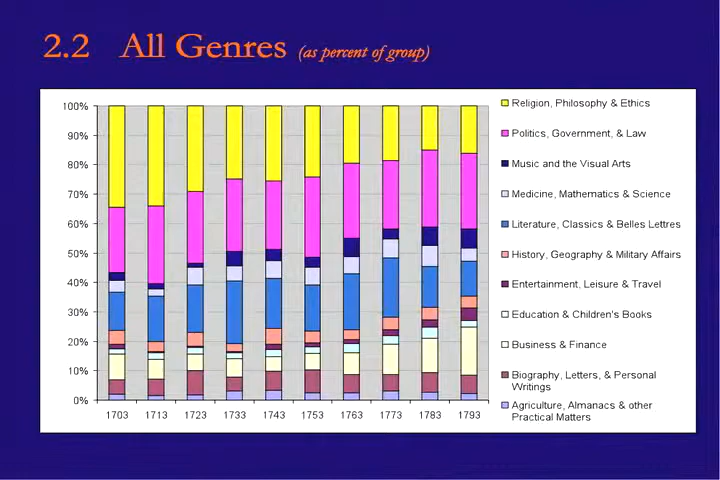 2.2 All Genres (as percent of group)
100%
90%
80%
70%
60%
50%
40%
30%
20%
10%
0%
1703 1713 1723 1733 1743 1753 1763 1773 1783 1793
Religion, Philosophy & Ethics
Politics, Government, & Law
Music and the Visual Arts
Medicine, Mathematics & Science
Literature, Classics & Belles Lettres
History, Geography & Military Affairs
Entertainment, Leisure & Travel
Education & Children's Books
Business & Finance
Biography, Letters, & Personal
Writings
Agriculture, Almanacs & other
Practical Matters